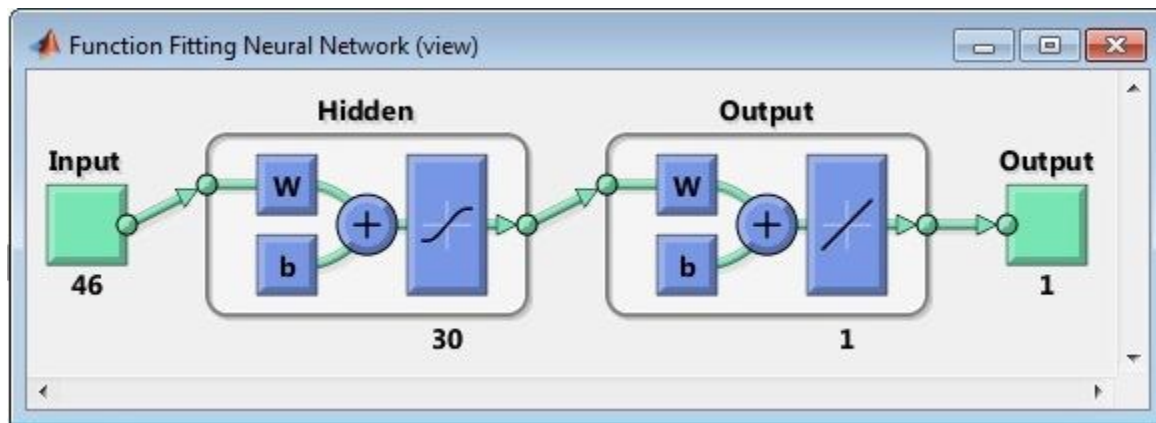 Function Fitting Neural Network (view)
Hidden
Output
Input
Output
W
b
+
W
b
+
46
30
1
1